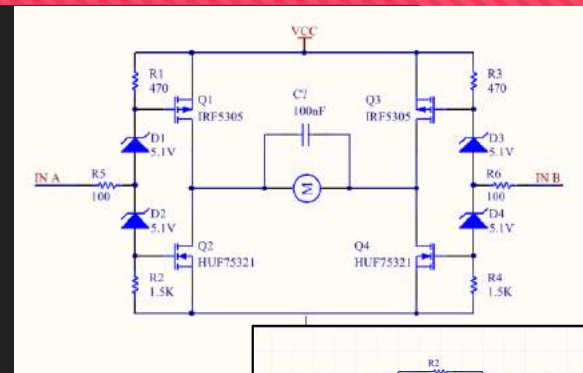 VCC
R1
470
Q1
IRF5305
C?
100nF
Q3
IRF5305
R3
470
D1
5.1V
D3
5.1V
IN A
R5
100
M
R6
100
IN B
D2
5.1V
D4
5.1V
Q2
HUF75321
Q4
HUF75321
R2
1.5K
R4
1.5K
R2